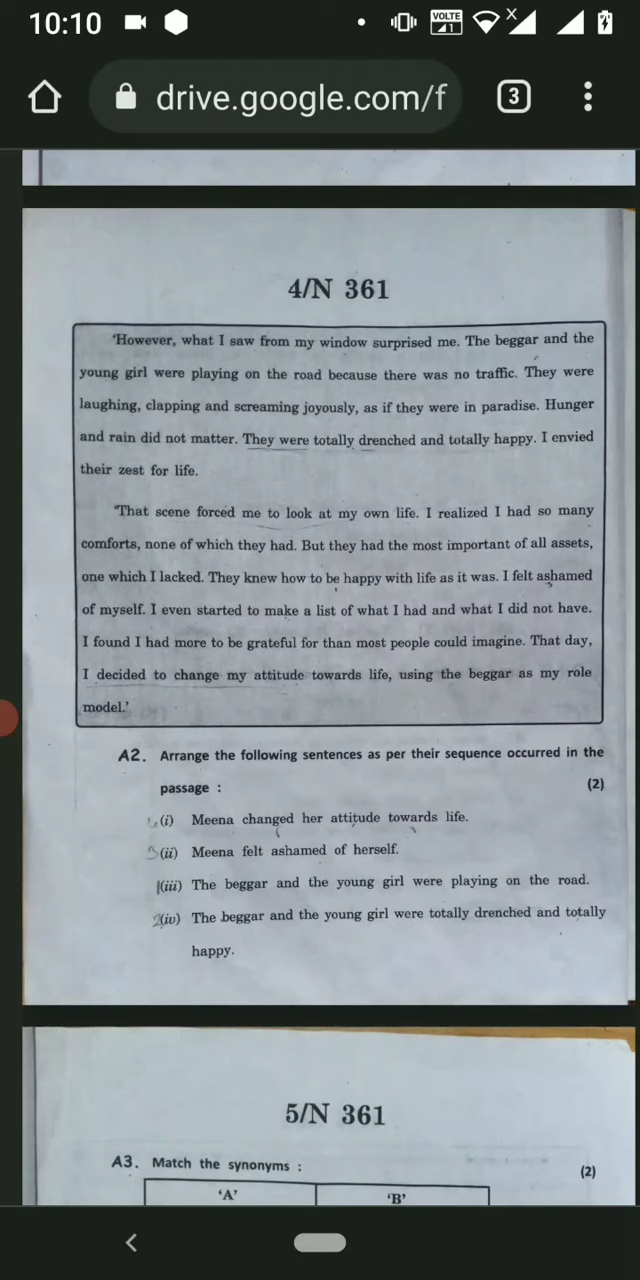 10:10
VOLTE
1
X
drive.google.com/f
3
4/N 361
'However, what I saw from my window surprised me. The beggar and the
young girl were playing on the road because there was no traffic. They were
laughing, clapping and screaming joyously, as if they were in paradise. Hunger
and rain did not matter. They were totally drenched and totally happy. I envied
their zest for life.
'That scene forced me to look at my own life. I realized I had so many
comforts, none of which they had. But they had the most important of all assets,
one which I lacked. They knew how to be happy with life as it was. I felt ashamed
of myself. I even started to make a list of what I had and what I did not have.
I found I had more to be grateful for than most people could imagine. That day,
I decided to change my attitude towards life, using the beggar as my role
model.'
A2. Arrange the following sentences as per their sequence occurred in the
passage : (2)
(i) Meena changed her attitude towards life.
3 (ii) Meena felt ashamed of herself.
1 (iii) The beggar and the young girl were playing on the road.
2 (iv) The beggar and the young girl were totally drenched and totally
happy.
5/N 361
A3. Match the synonyms : (2)
'A' 'B'